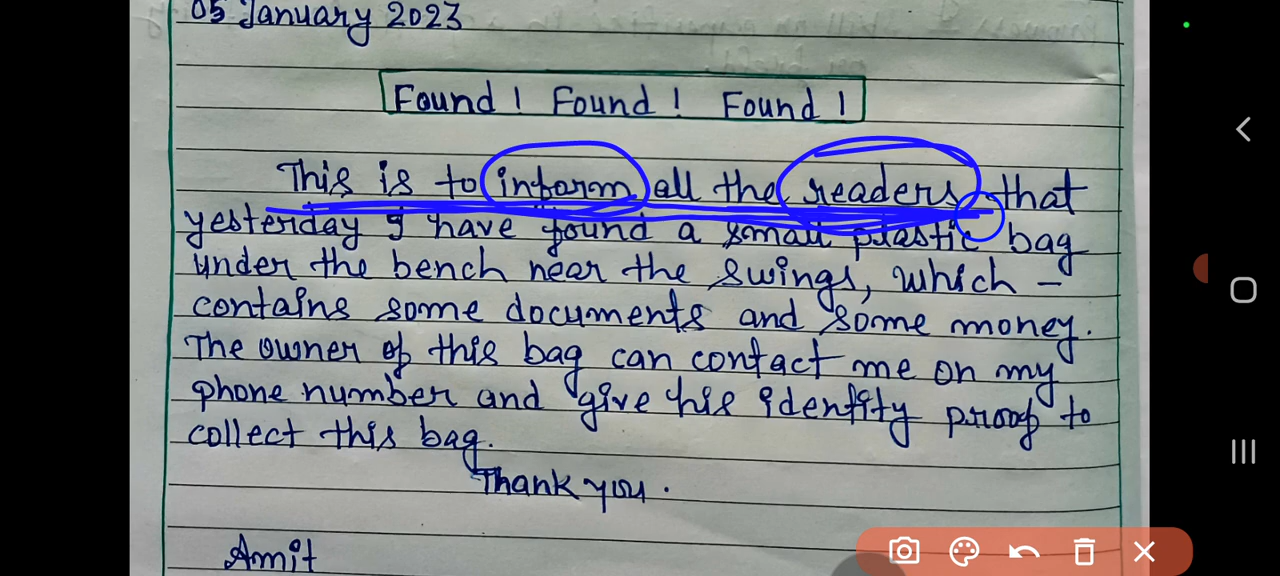 05 January 2023
Found! Found! Found!
This is to inform all the readers that
yesterday I have found a small plastic bag
under the bench near the swings, which -
contains some documents and some money.
The owner of this bag can contact me on my
phone number and give his identity proof to
collect this bag.
Thank you.
Amit